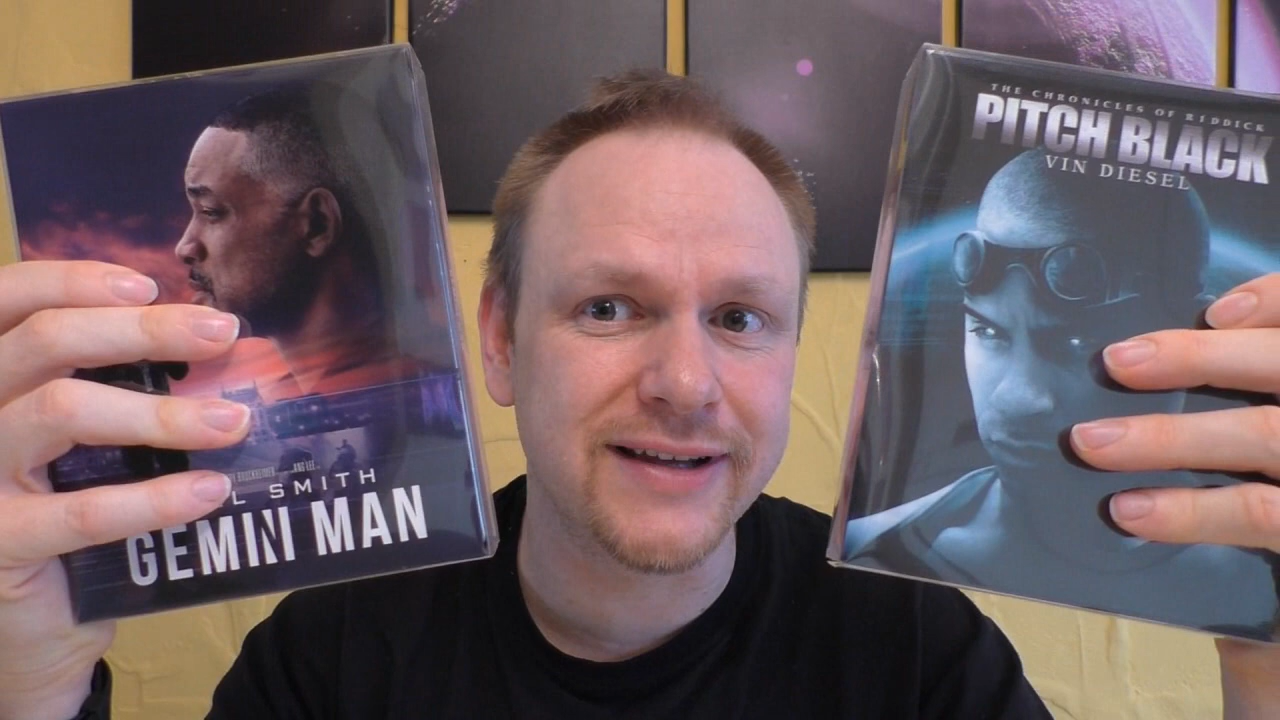 L SMITH
GEMINI MAN
THE CHRONICLES OF RIDDICK
PITCH BLACK
VIN DIESEL